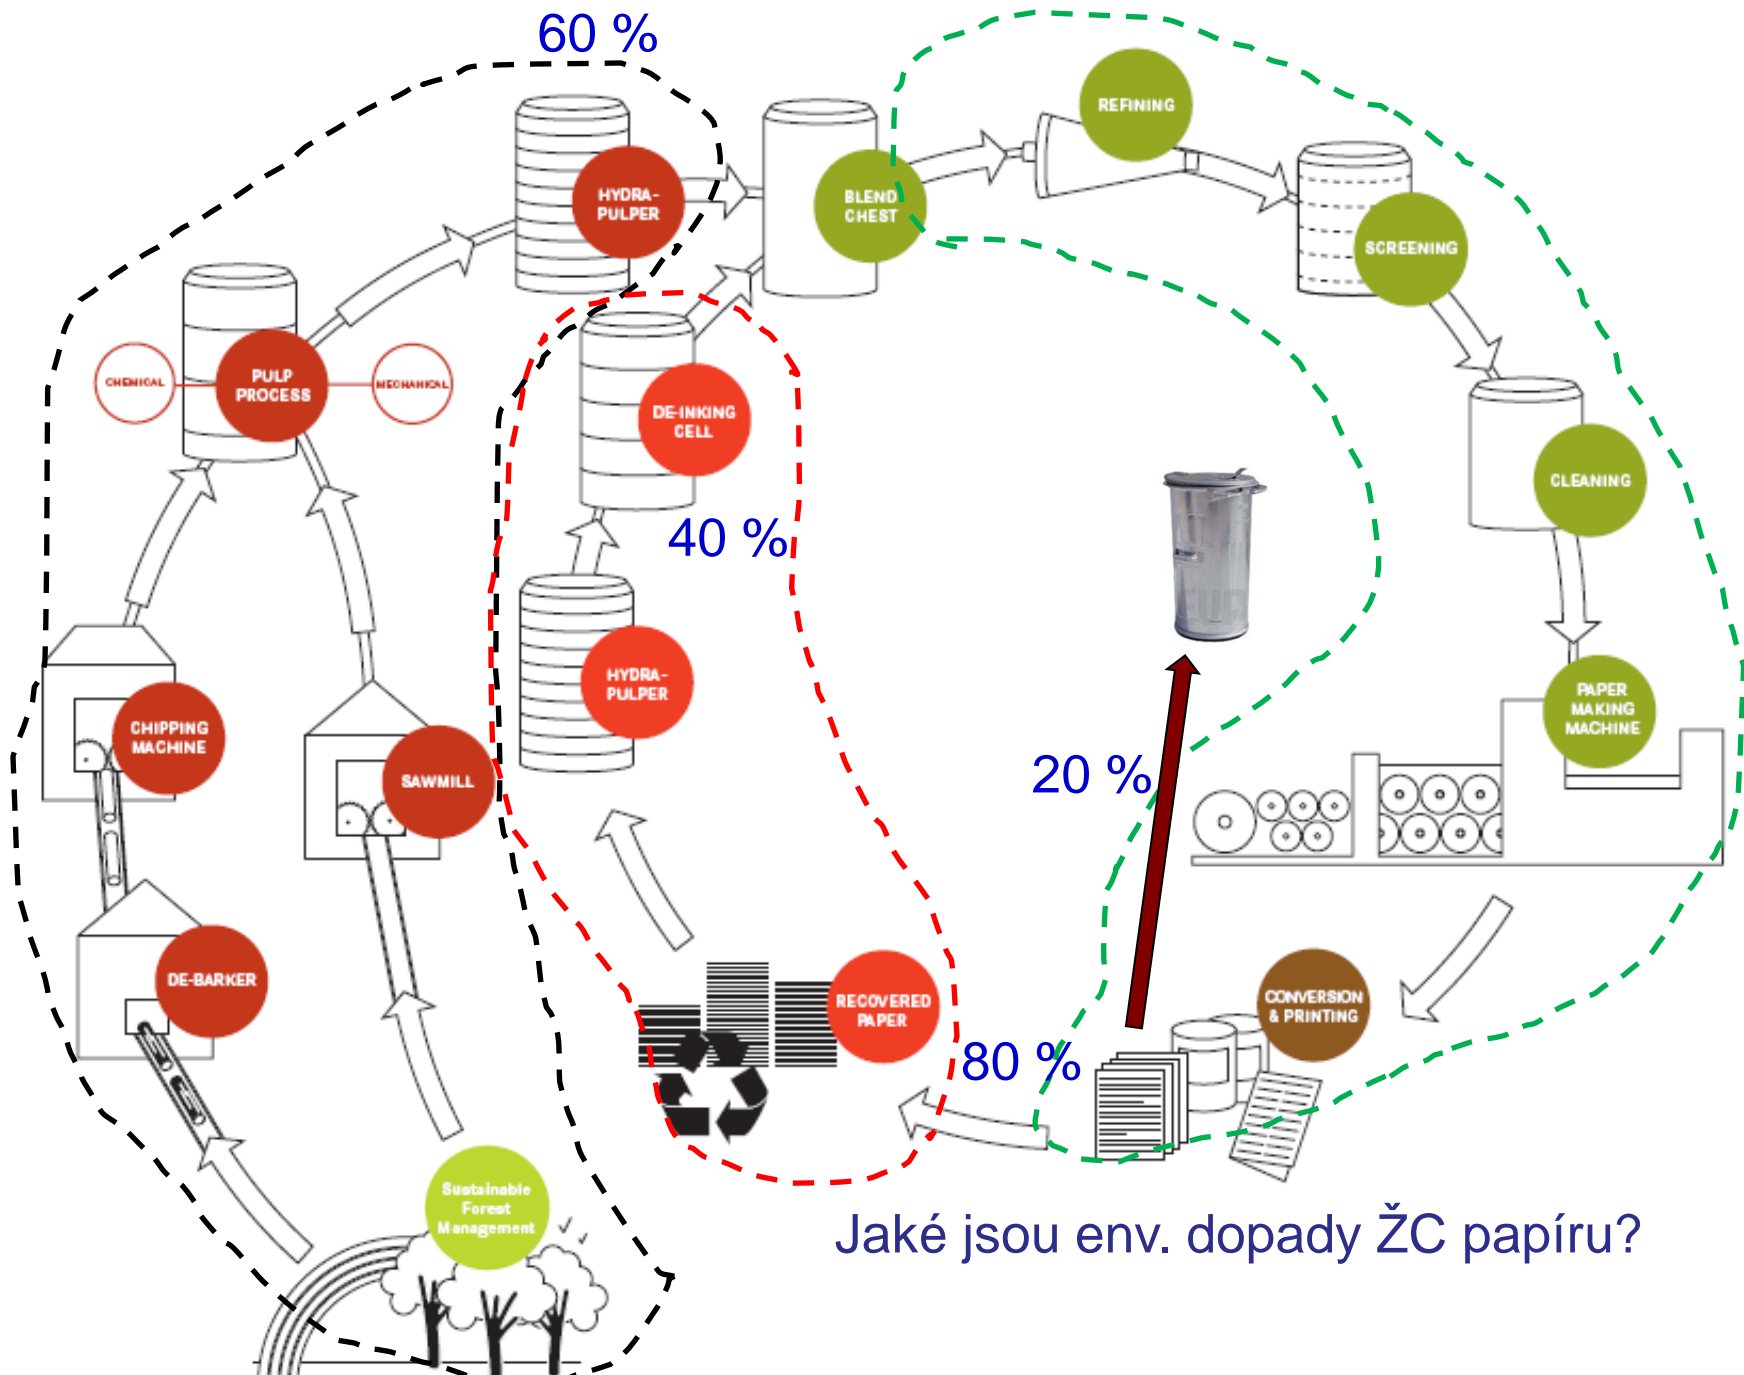 60 %
REFINING
HYDRA-
PULPER
BLEND
CHEST
SCREENING
CHEMICAL
PULP
PROCESS
MECHANICAL
DE-INKING
CELL
CLEANING
40 %
HYDRA-
PULPER
PAPER
MAKING
MACHINE
CHIPPING
MACHINE
SAWMILL
20 %
DE-BARKER
RECOVERED
PAPER
CONVERSION
& PRINTING
80 %
Sustainable
Forest
Management
Jaké jsou env. dopady ŽC papíru?